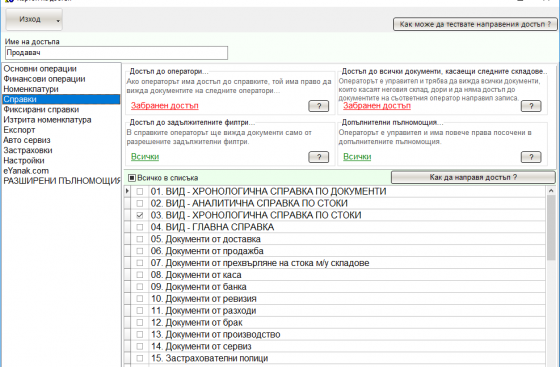 Изход
Как може да тествате направения достъп ?
Име на достъпа
Продавач
Основни операции
Финансови операции
Номенклатури
Справки
Фиксирани справки
Изтрита номенклатура
Експорт
Авто сервиз
Застраховки
Настройки
eYanak.com
РАЗШИРЕНИ ПЪЛНОМОЩИЯ
Достъп до оператори...
Ако операторът има достъп до справките, той има право да вижда документите на следните оператори.
Забранен достъп
?
Достъп до всички документи, касаещи следните складове..
Операторът е управител и трябва да вижда всички документи, които касаят неговия склад, дори и да няма достъп до документите на съответния оператор направил записа.
Забранен достъп
?
Достъп до задължителните филтри...
В справките операторът ще вижда документи само от разрешените задължителни филтри.
Всички
?
Допълнителни пълномощия...
Операторът е управител и има повече права посочени в допълнителните пълномощия.
Всички
?
Всичко в списъка
Как да направя достъп ?
01. ВИД - ХРОНОЛОГИЧНА СПРАВКА ПО ДОКУМЕНТИ
02. ВИД - АНАЛИТИЧНА СПРАВКА ПО СТОКИ
03. ВИД - ХРОНОЛОГИЧНА СПРАВКА ПО СТОКИ
04. ВИД - ГЛАВНА СПРАВКА
05. Документи от доставка
06. Документи от продажба
07. Документи от прехвърляне на стока м/у складове
08. Документи от каса
09. Документи от банка
10. Документи от ревизия
11. Документи от разходи
12. Документи от брак
13. Документи от производство
14. Документи от сервиз
15. Застрахователни полици